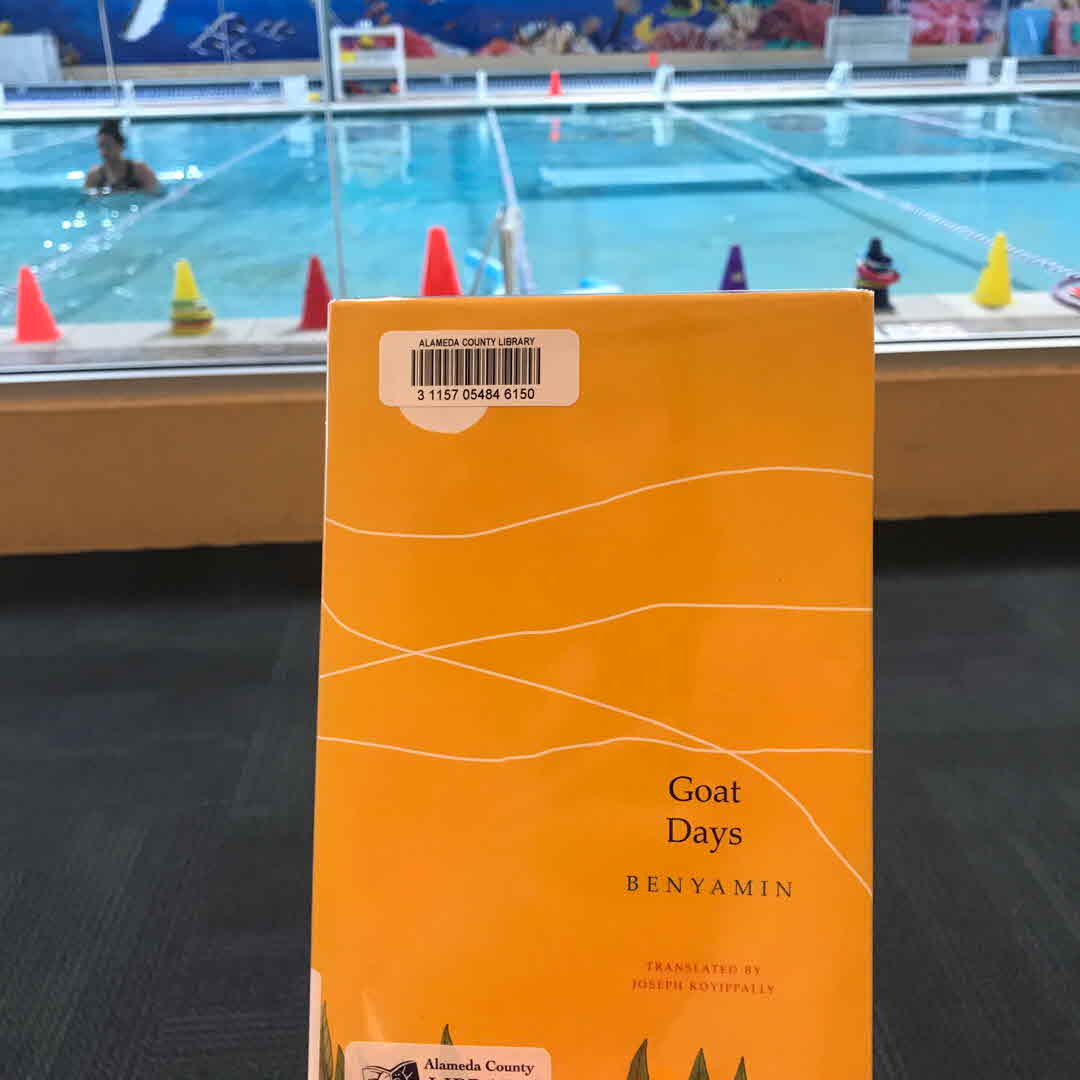 ALAMEDA COUNTY LIBRARY
3 1157 05484 6150
Goat
Days
BENYAMIN
TRANSLATED BY
JOSEPH KOYIPPALLY
Alameda County